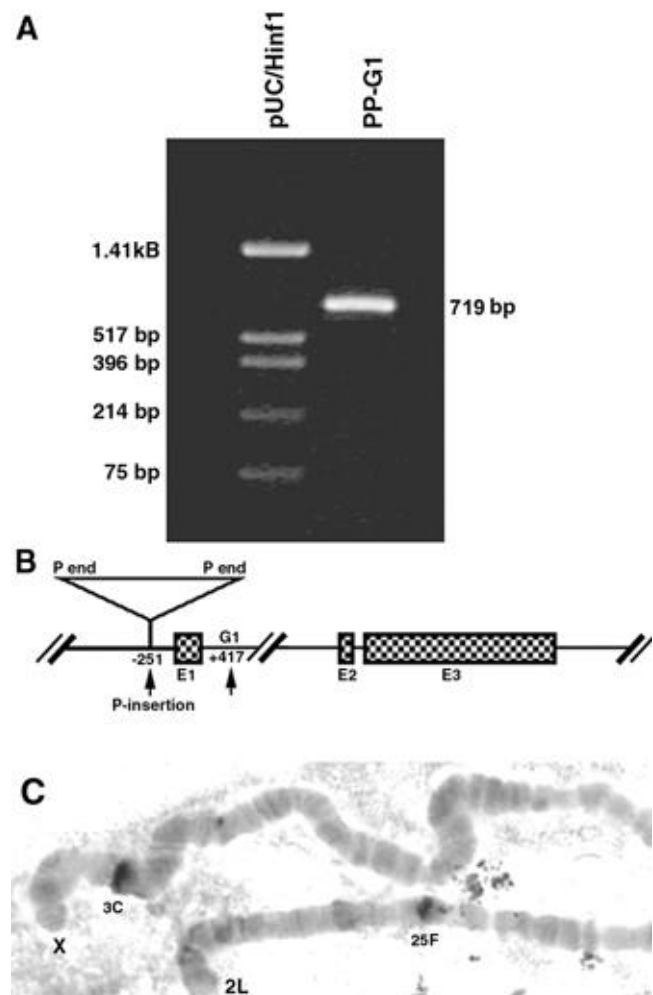 A
pUC/Hinf1
PP-G1
1.41kB
719 bp
517 bp
396 bp
214 bp
75 bp
B
P end P end
-251 G1
+417
E1 E2 E3
P-insertion
C
3C
X
25F
2L